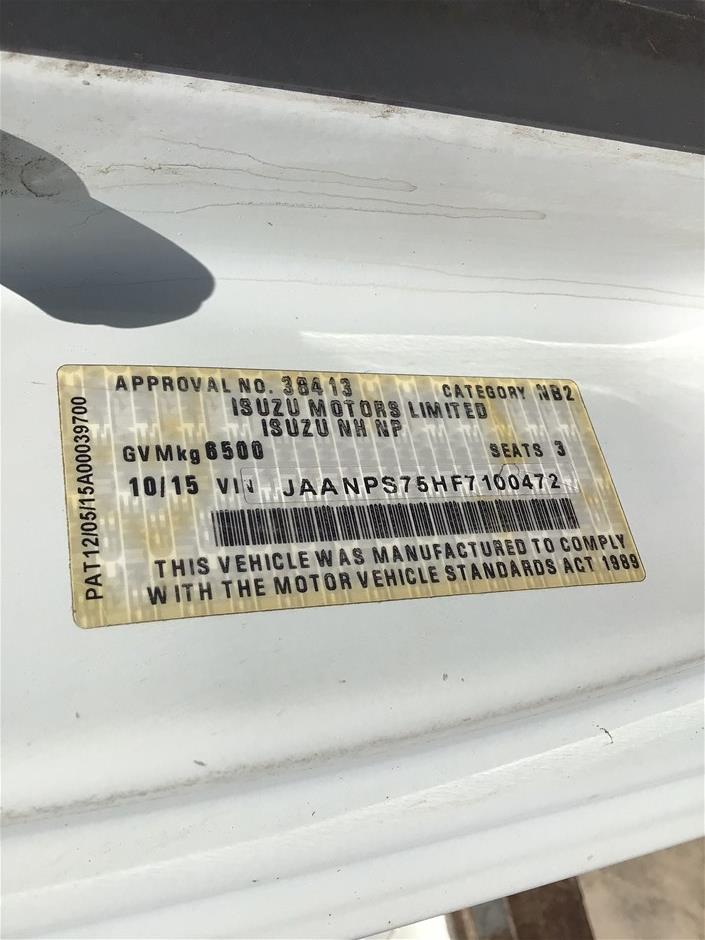 APPROVAL NO. 38413 CATEGORY NB2
ISUZU MOTORS LIMITED
ISUZU NH NP
GVMkg 6500 SEATS 3
10/15 VIN JAANPS75HF7100472
THIS VEHICLE WAS MANUFACTURED TO COMPLY
WITH THE MOTOR VEHICLE STANDARDS ACT 1989
PAT12/05/15A00039700